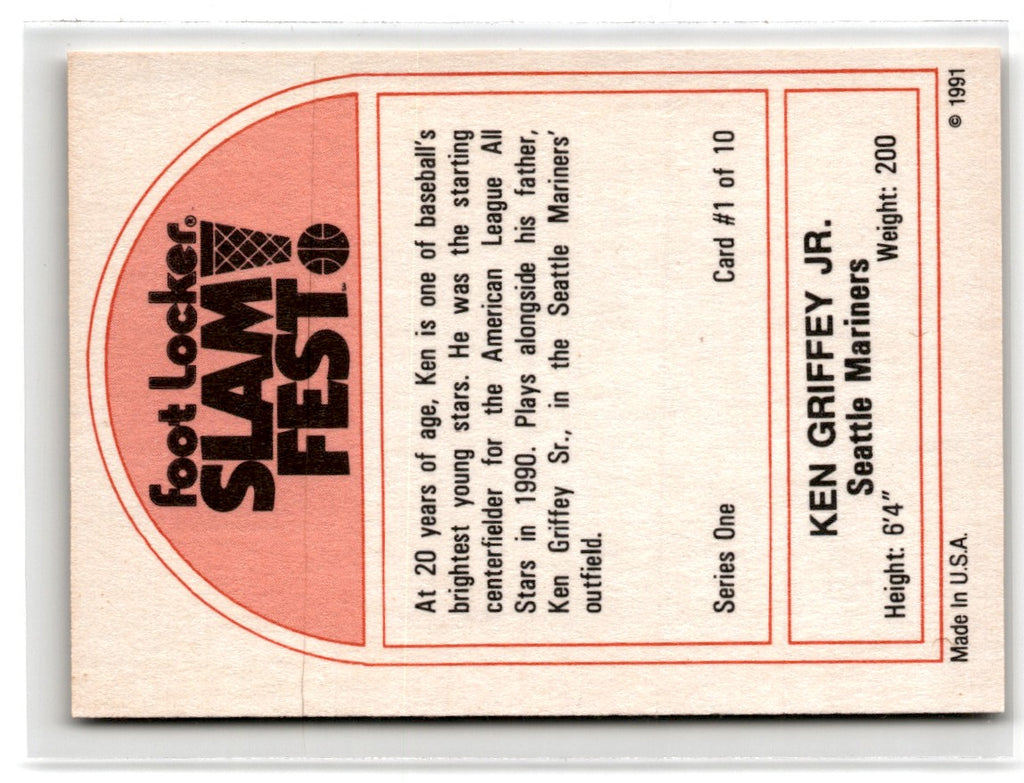 Foot Locker®
SLAM
FEST™
At 20 years of age, Ken is one of baseball's
brightest young stars. He was the starting
centerfielder for the American League All
Stars in 1990. Plays alongside his father,
Ken Griffey Sr., in the Seattle Mariners'
outfield.
Series One Card #1 of 10
KEN GRIFFEY JR.
Seattle Mariners
Height: 6'4" Weight: 200
Made In U.S.A. © 1991